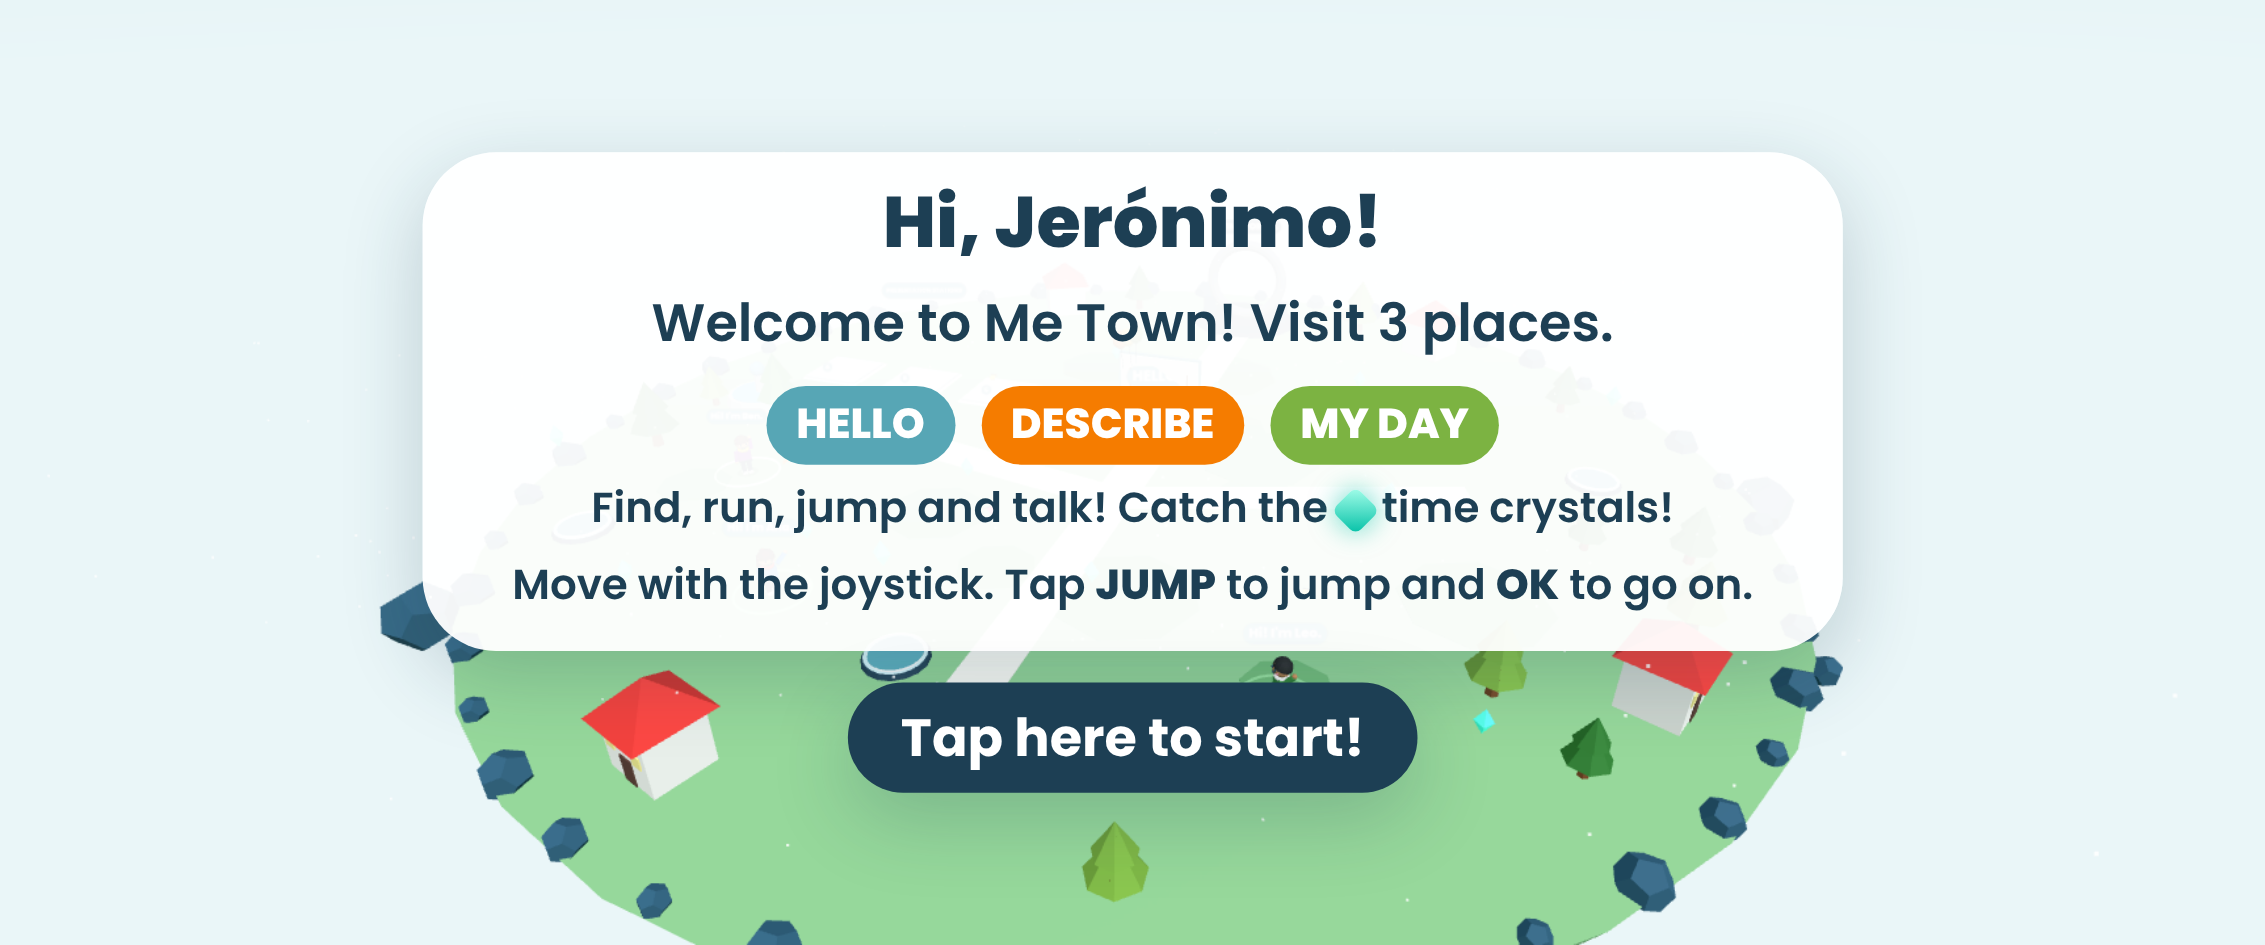 Hi, Jerónimo!
Welcome to Me Town! Visit 3 places.
HELLO DESCRIBE MY DAY
Find, run, jump and talk! Catch the time crystals!
Move with the joystick. Tap JUMP to jump and OK to go on.
Hi! I'm Leo.
Tap here to start!